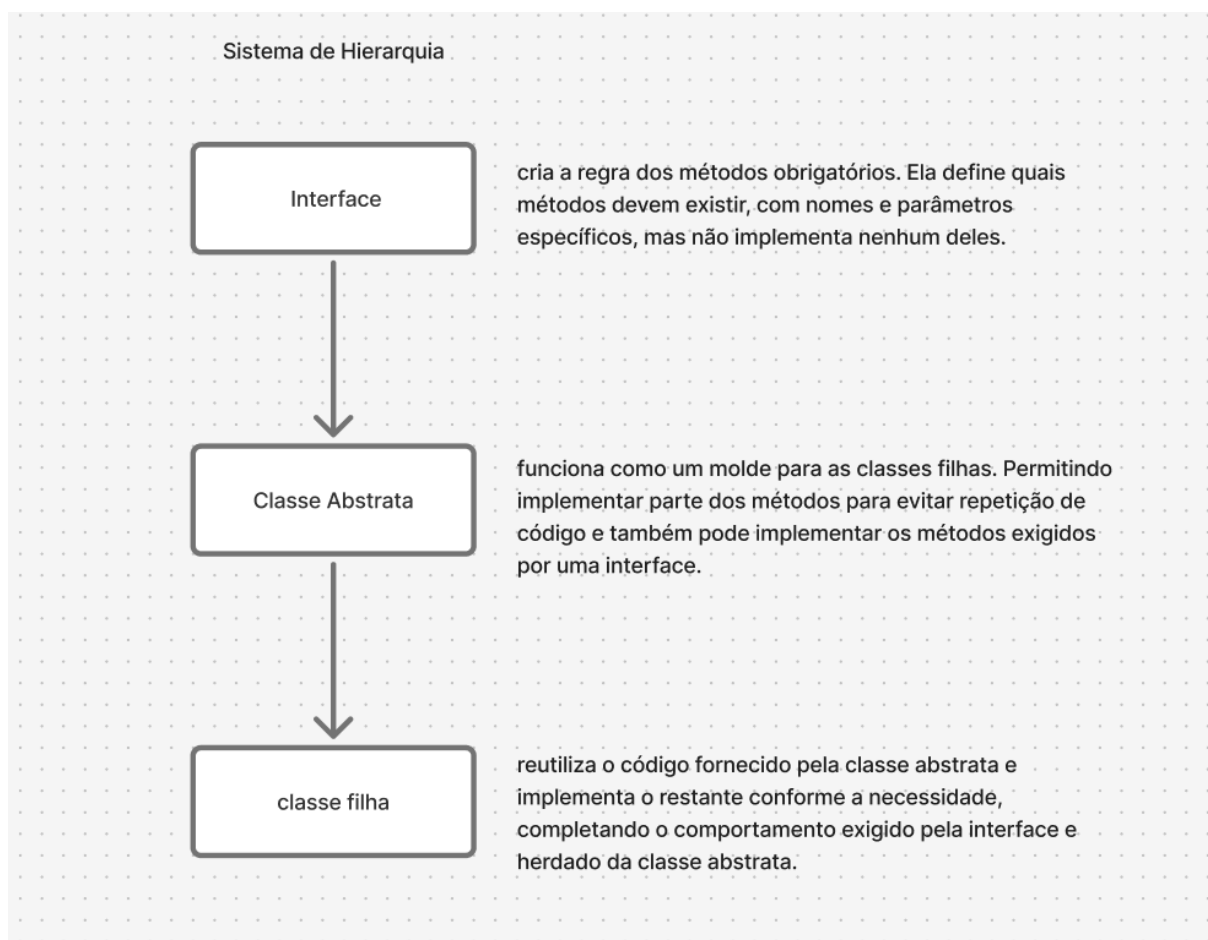 Sistema de Hierarquia
Interface
cria a regra dos métodos obrigatórios. Ela define quais
métodos devem existir, com nomes e parâmetros
específicos, mas não implementa nenhum deles.
Classe Abstrata
funciona como um molde para as classes filhas. Permitindo
implementar parte dos métodos para evitar repetição de
código e também pode implementar os métodos exigidos
por uma interface.
classe filha
reutiliza o código fornecido pela classe abstrata e
implementa o restante conforme a necessidade,
completando o comportamento exigido pela interface e
herdado da classe abstrata.